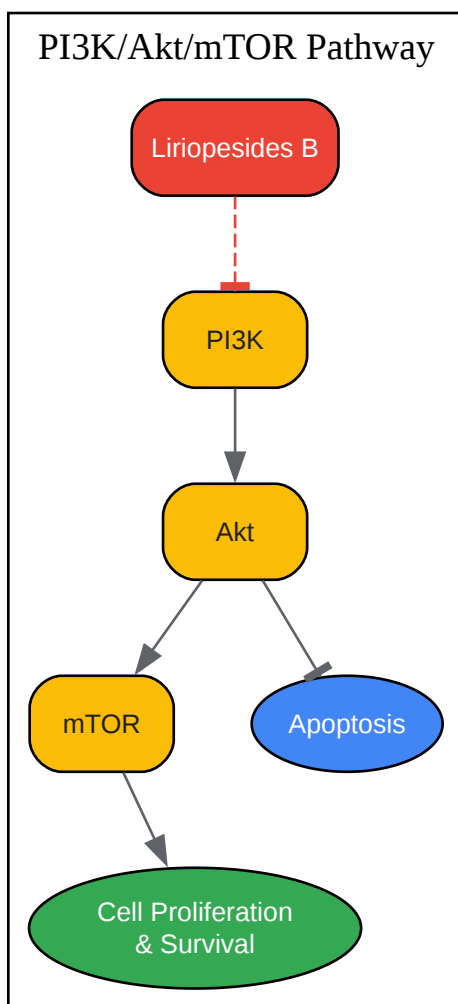 PI3K/Akt/mTOR Pathway
Liriopesides B
PI3K
Akt
mTOR
Apoptosis
Cell Proliferation
& Survival